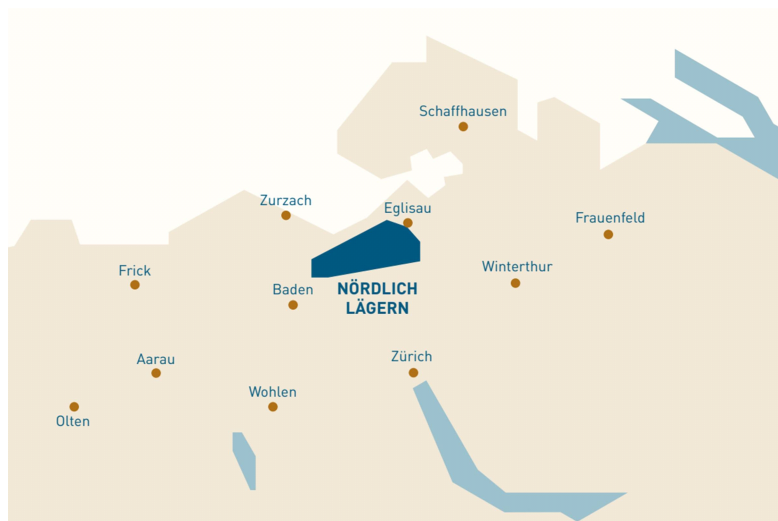 Schaffhausen
Zurzach
Eglisau
Frauenfeld
Frick
Baden
NÖRDLICH
LÄGERN
Winterthur
Aarau
Zürich
Wohlen
Olten